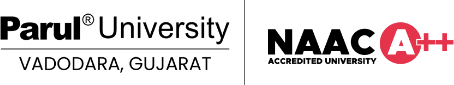 Parul® University
VADODARA, GUJARAT
NAAC A++
ACCREDITED UNIVERSITY